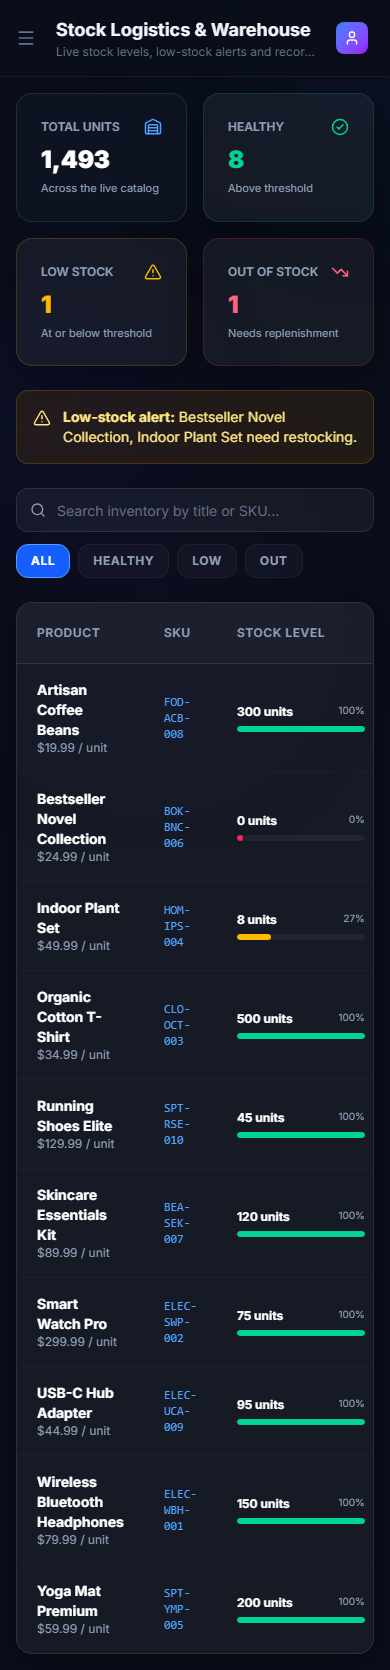 Stock Logistics & Warehouse
Live stock levels, low-stock alerts and recor...
TOTAL UNITS
1,493
Across the live catalog
HEALTHY
8
Above threshold
LOW STOCK
1
At or below threshold
OUT OF STOCK
1
Needs replenishment
Low-stock alert: Bestseller Novel
Collection, Indoor Plant Set need restocking.
Search inventory by title or SKU...
ALL HEALTHY LOW OUT
PRODUCT SKU STOCK LEVEL
Artisan
Coffee
Beans
$19.99 / unit
FOD-
ACB-
008
300 units 100%
Bestseller
Novel
Collection
$24.99 / unit
BOK-
BNC-
006
0 units 0%
Indoor Plant
Set
$49.99 / unit
HOM-
IPS-
004
8 units 27%
Organic
Cotton T-
Shirt
$34.99 / unit
CLO-
OCT-
003
500 units 100%
Running
Shoes Elite
$129.99 / unit
SPT-
RSE-
010
45 units 100%
Skincare
Essentials
Kit
$89.99 / unit
BEA-
SEK-
007
120 units 100%
Smart
Watch Pro
$299.99 / unit
ELEC-
SWP-
002
75 units 100%
USB-C Hub
Adapter
$44.99 / unit
ELEC-
UCA-
009
95 units 100%
Wireless
Bluetooth
Headphones
$79.99 / unit
ELEC-
WBH-
001
150 units 100%
Yoga Mat
Premium
$59.99 / unit
SPT-
YMP-
005
200 units 100%